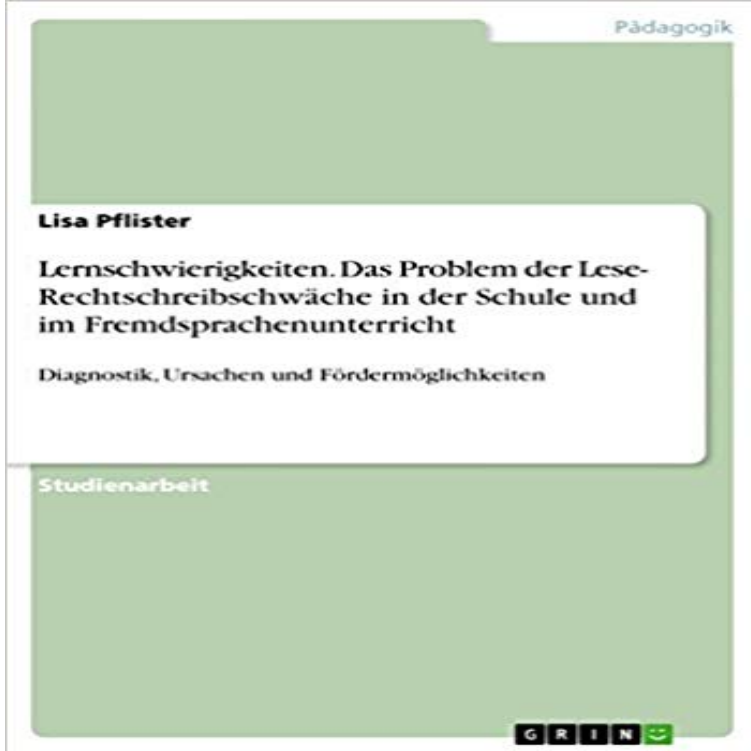 Pädagogik
Lisa Pflister
Lernschwierigkeiten. Das Problem der Lese-
Rechtschreibschwäche in der Schule und
im Fremdsprachenunterricht
Diagnostik, Ursachen und Fördermöglichkeiten
Studienarbeit
GRIN